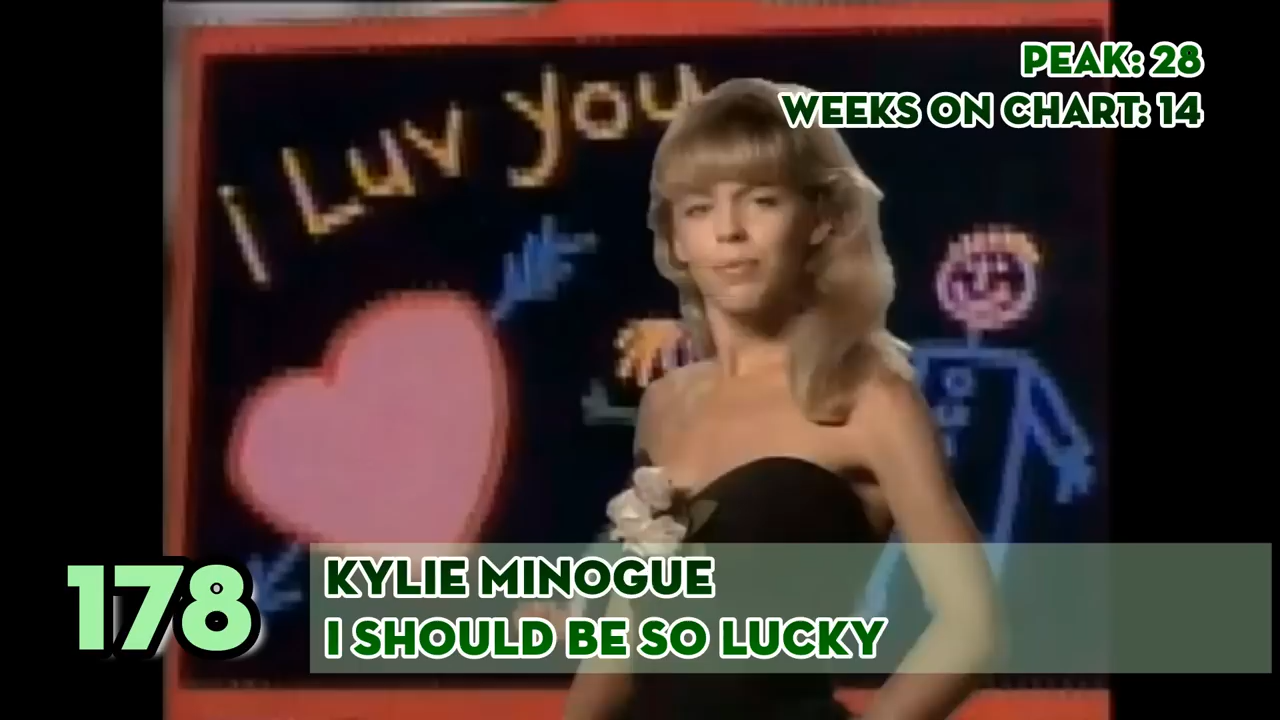 PEAK: 28
WEEKS ON CHART: 14
I Luv you
178
KYLIE MINOGUE
I SHOULD BE SO LUCKY